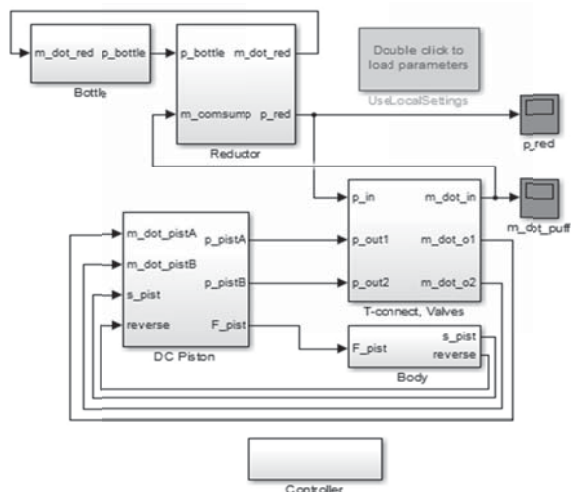 m_dot_red p_bottle
Bottle
p_bottle m_dot_red
m_comsump p_red
Reductor
Double click to
load parameters
UseLocalSettings
p_red
m_dot_puff
p_in m_dot_in
p_out1 m_dot_o1
p_out2 m_dot_o2
T-connect, Valves
m_dot_pistA p_pistA
m_dot_pistB p_pistB
s_pist
reverse F_pist
DC Piston
F_pist s_pist
reverse
Body
Controller